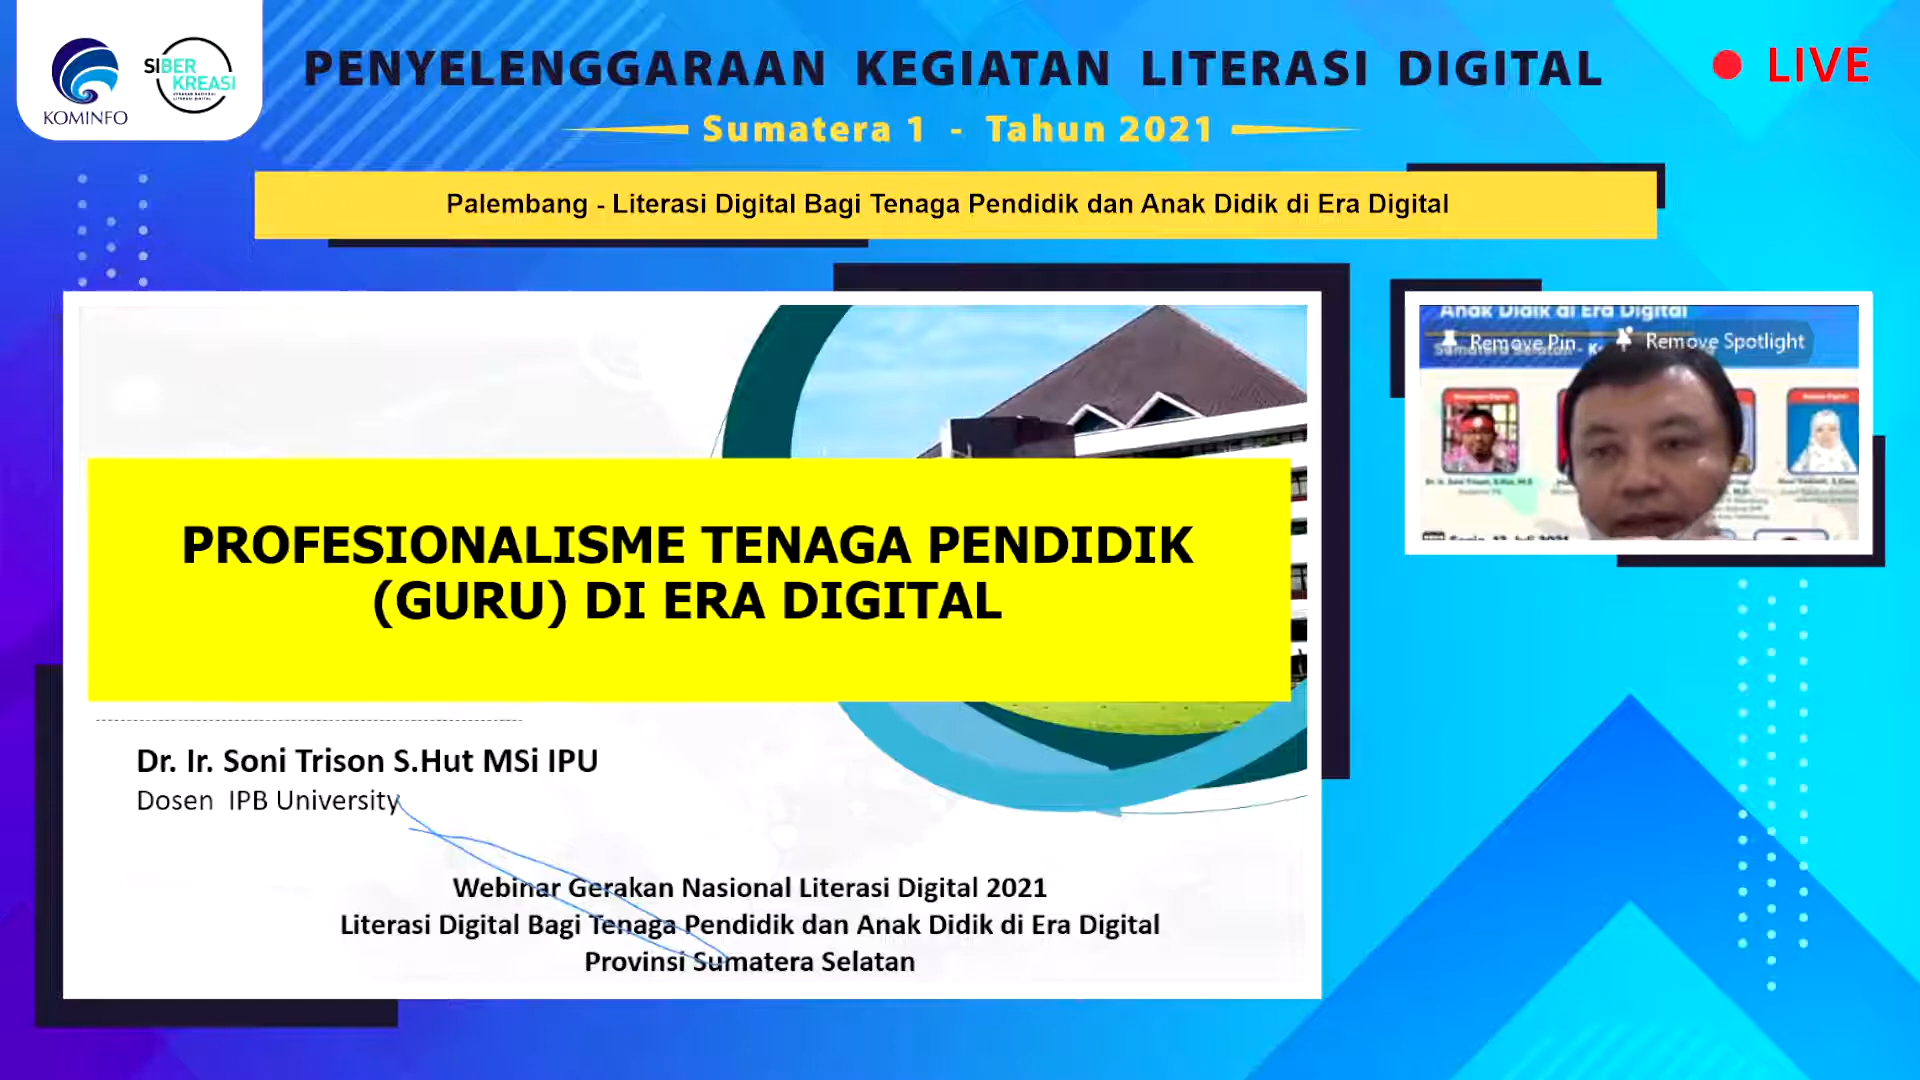 KOMINFO
SIBER
KREASI
PENYELENGGARAAN KEGIATAN LITERASI DIGITAL
LIVE
Sumatera 1 - Tahun 2021
Palembang - Literasi Digital Bagi Tenaga Pendidik dan Anak Didik di Era Digital
Anak Didik di Era Digital
Remove Pin
Remove Spotlight
PROFESIONALISME TENAGA PENDIDIK
(GURU) DI ERA DIGITAL
Dr. Ir. Soni Trison S.Hut MSi IPU
Dosen IPB University
Webinar Gerakan Nasional Literasi Digital 2021
Literasi Digital Bagi Tenaga Pendidik dan Anak Didik di Era Digital
Provinsi Sumatera Selatan